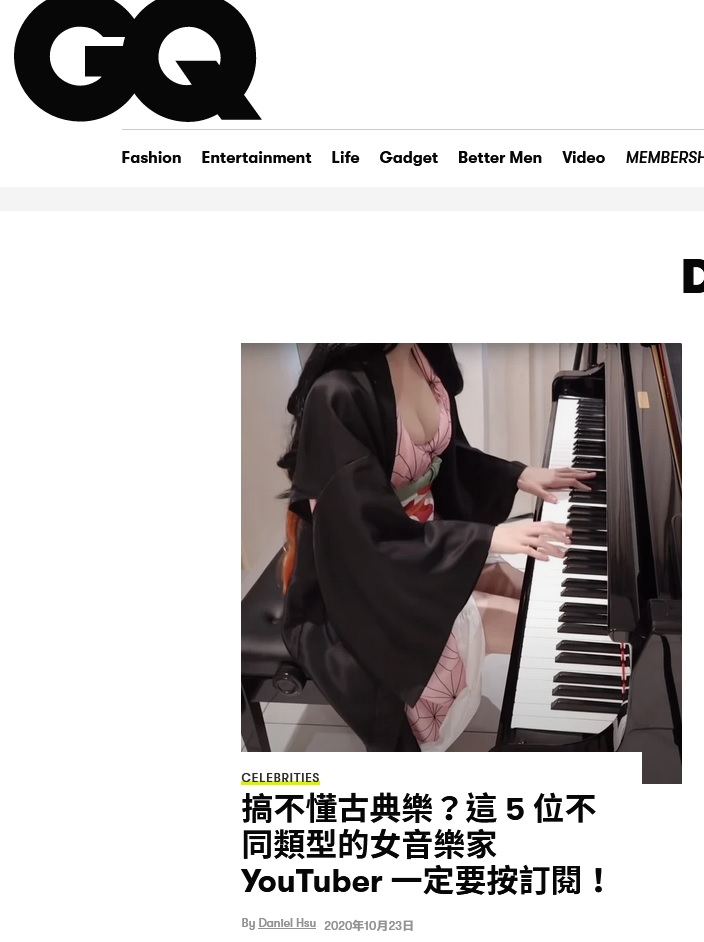 GQ
Fashion Entertainment Life Gadget Better Men Video
CELEBRITIES
搞不懂古典樂？這 5 位不
同類型的女音樂家
YouTuber 一定要按訂閱！
By Daniel Hsu 2020年10月23日